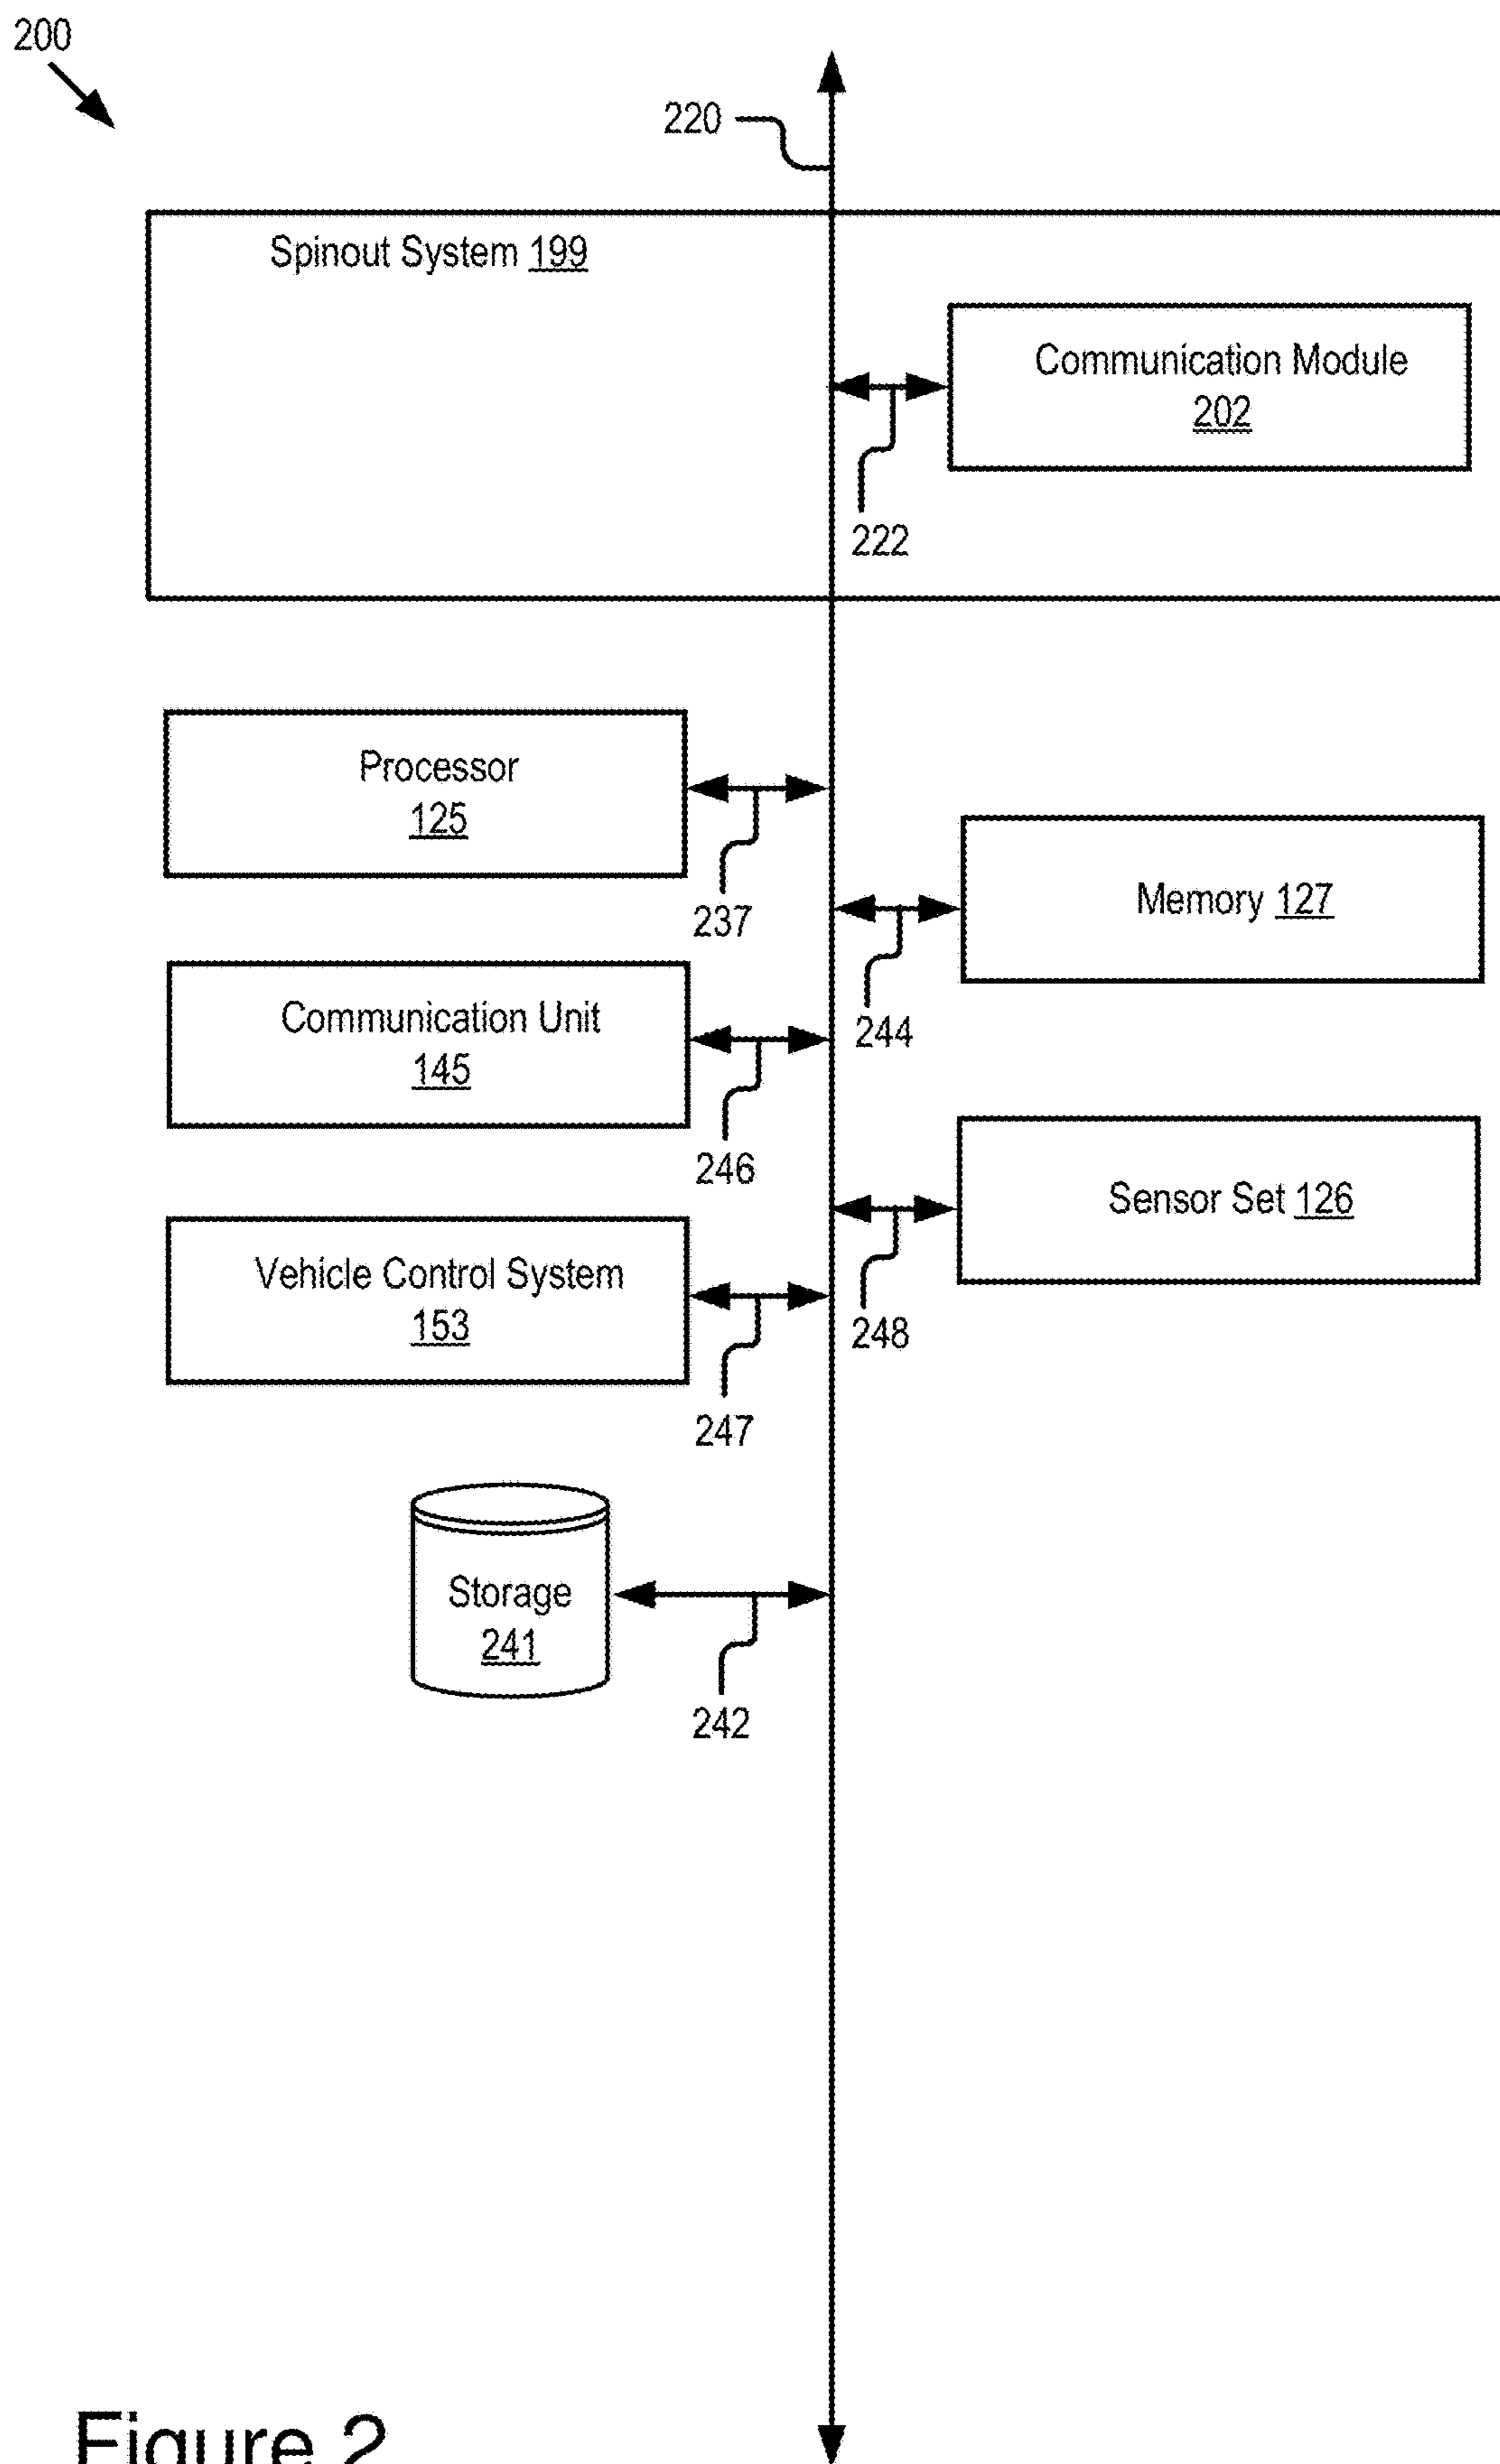 200
220
Spinout System 199
Communication Module
202
222
Processor
125
237
Memory 127
244
Communication Unit
145
246
Sensor Set 126
248
Vehicle Control System
153
247
Storage
241
242
Figure 2